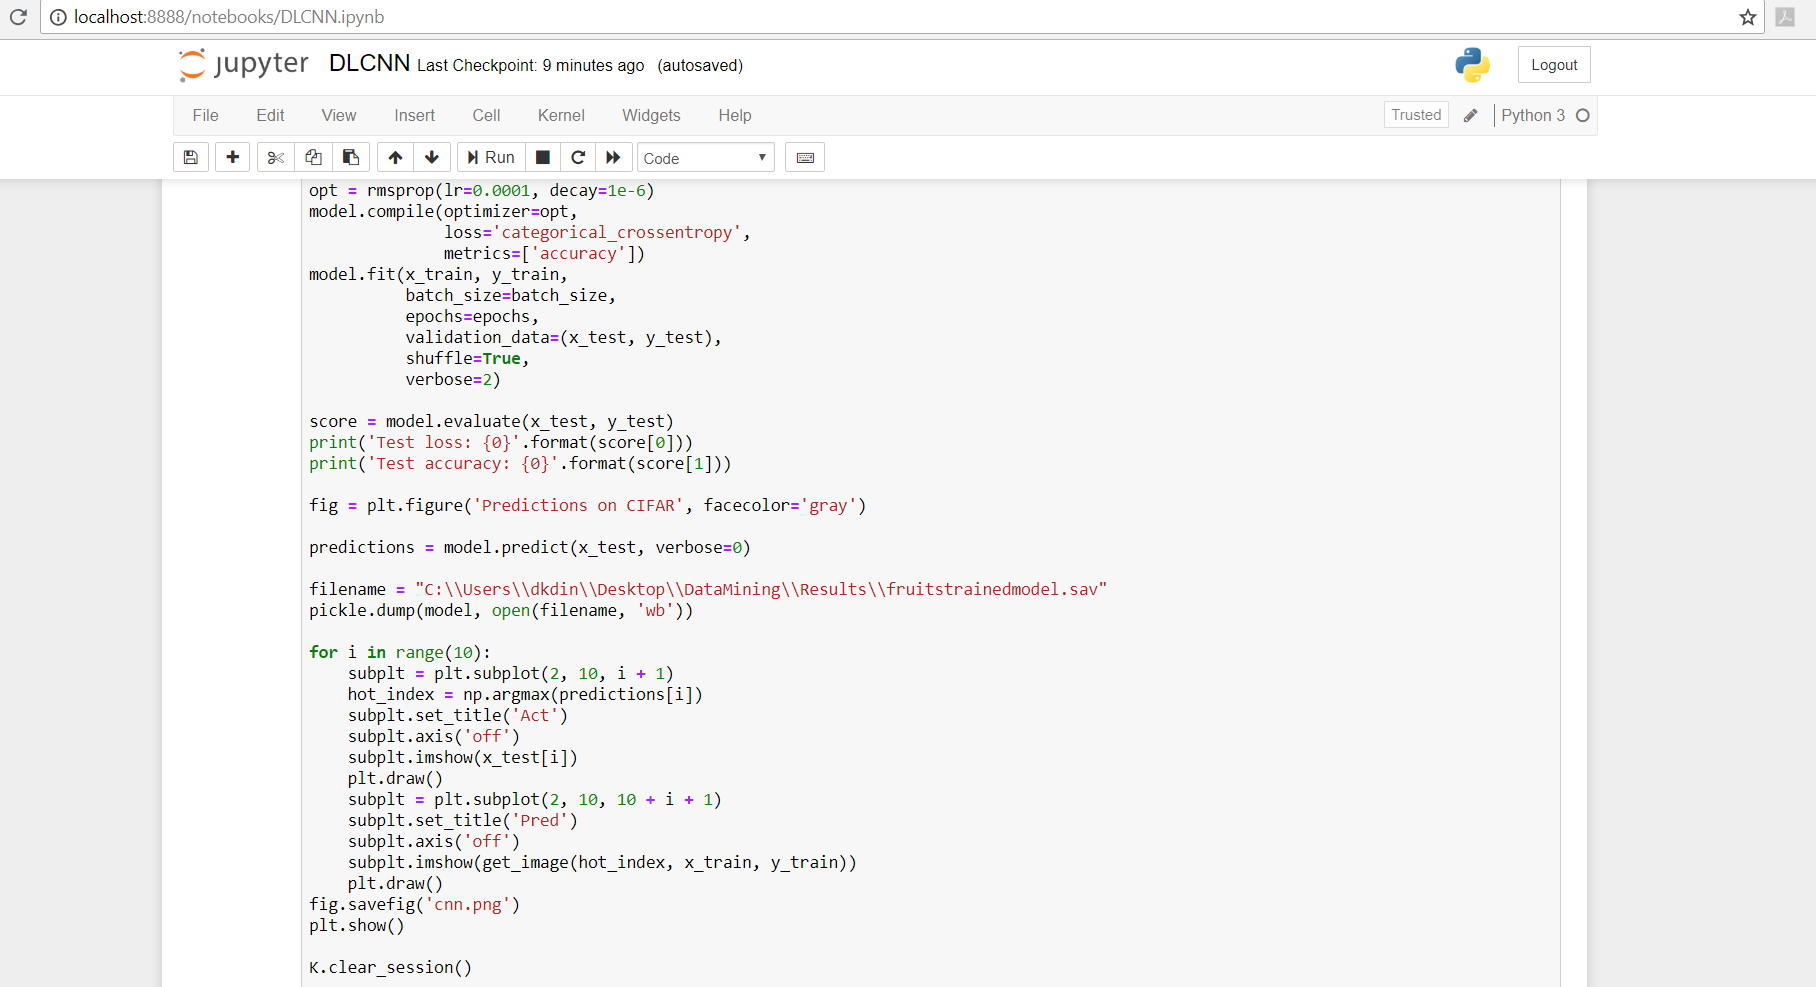 localhost:8888/notebooks/DLCNN.ipynb
jupyter DLCNN Last Checkpoint: 9 minutes ago (autosaved)
Logout
File Edit View Insert Cell Kernel Widgets Help
Trusted Python 3
Run Code
opt = rmsprop(lr=0.0001, decay=1e-6)
model.compile(optimizer=opt,
              loss='categorical_crossentropy',
              metrics=['accuracy'])
model.fit(x_train, y_train,
          batch_size=batch_size,
          epochs=epochs,
          validation_data=(x_test, y_test),
          shuffle=True,
          verbose=2)
score = model.evaluate(x_test, y_test)
print('Test loss: {0}'.format(score[0]))
print('Test accuracy: {0}'.format(score[1]))
fig = plt.figure('Predictions on CIFAR', facecolor='gray')
predictions = model.predict(x_test, verbose=0)
filename = "C:\\Users\\dkdin\\Desktop\\DataMining\\Results\\fruitstrainedmodel.sav"
pickle.dump(model, open(filename, 'wb'))
for i in range(10):
    subplt = plt.subplot(2, 10, i + 1)
    hot_index = np.argmax(predictions[i])
    subplt.set_title('Act')
    subplt.axis('off')
    subplt.imshow(x_test[i])
    plt.draw()
    subplt = plt.subplot(2, 10, 10 + i + 1)
    subplt.set_title('Pred')
    subplt.axis('off')
    subplt.imshow(get_image(hot_index, x_train, y_train))
    plt.draw()
fig.savefig('cnn.png')
plt.show()
K.clear_session()